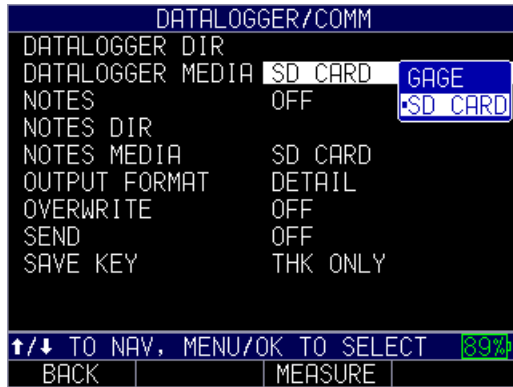 DATALOGGER/COMM
DATALOGGER DIR
DATALOGGER MEDIA SD CARD
GAGE
▪SD CARD
NOTES OFF
NOTES DIR
NOTES MEDIA SD CARD
OUTPUT FORMAT DETAIL
OVERWRITE OFF
SEND OFF
SAVE KEY THK ONLY
⬆/⬇ TO NAV, MENU/OK TO SELECT 89%
BACK MEASURE